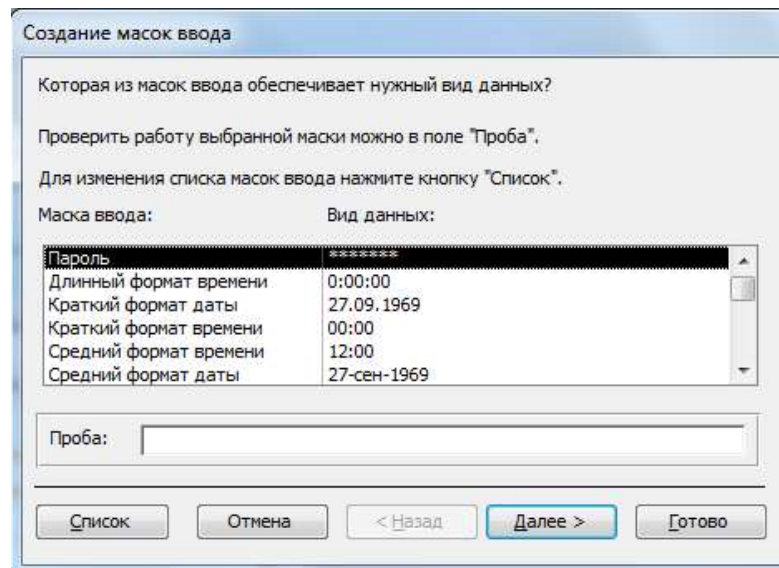 Создание масок ввода
Которая из масок ввода обеспечивает нужный вид данных?
Проверить работу выбранной маски можно в поле "Проба".
Для изменения списка масок ввода нажмите кнопку "Список".
Маска ввода: Вид данных:
Пароль *******
Длинный формат времени 0:00:00
Краткий формат даты 27.09.1969
Краткий формат времени 00:00
Средний формат времени 12:00
Средний формат даты 27-сен-1969
Проба:
Список Отмена < Назад Далее > Готово